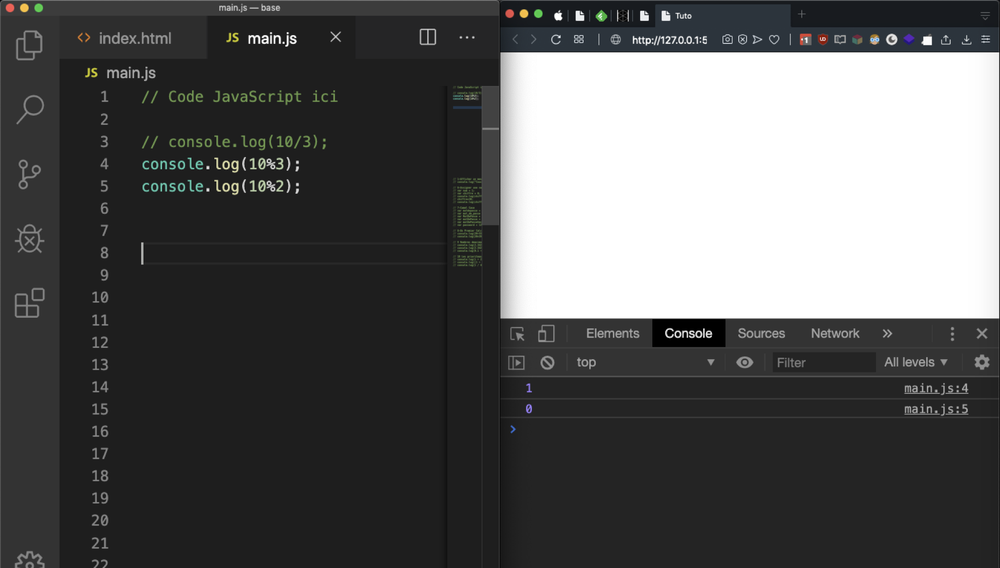 main.js — base
index.html
JS main.js
JS main.js
1 // Code JavaScript ici
2
3 // console.log(10/3);
4 console.log(10%3);
5 console.log(10%2);
6
7
8
9
10
11
12
13
14
15
16
17
18
19
20
21
22
Tuto
http://127.0.0.1:5
Elements Console Sources Network
top Filter All levels
1 main.js:4
0 main.js:5